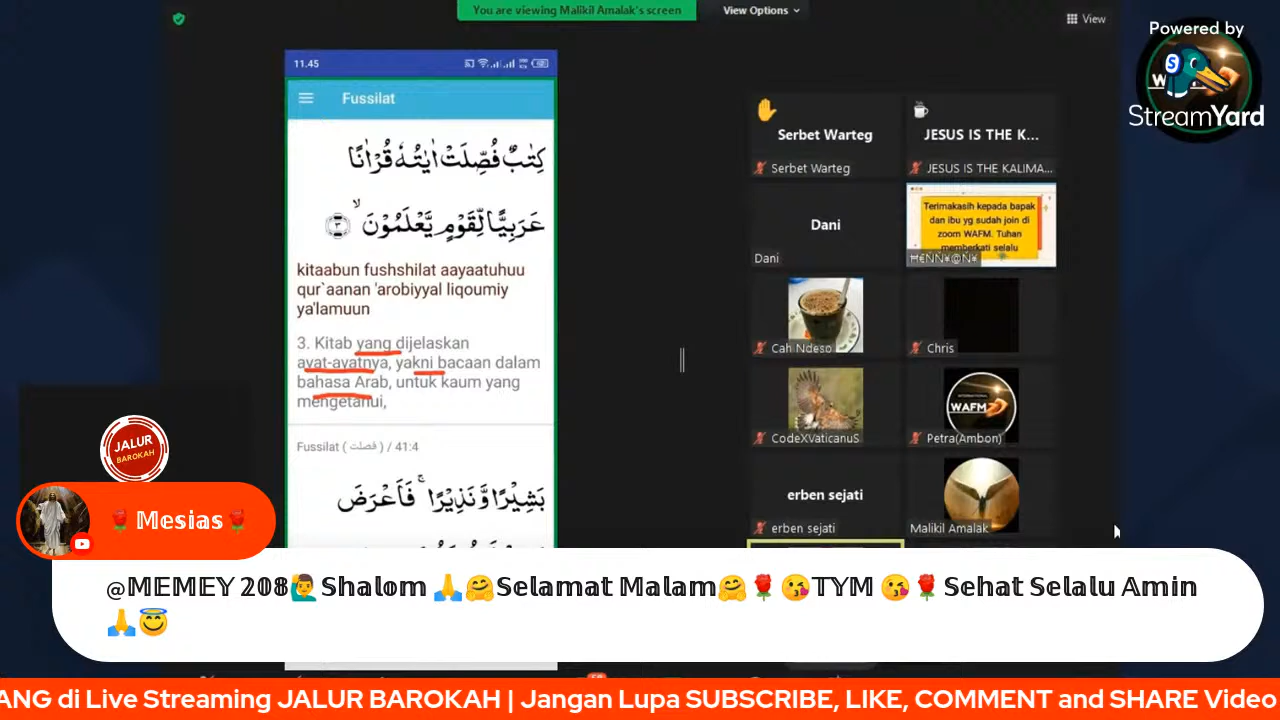 You are viewing Malikil Amalak's screen
View Options
View
Powered by
StreamYard
11.45
Fussilat
كِتٰبٌ فُصِّلَتْ اٰيٰتُهٗ قُرْاٰنًا
عَرَبِيًّا لِّقَوْمٍ يَّعْلَمُوْنَۙ ٣
kitaabun fushshilat aayaatuhuu
qur`aanan 'arobiyyal liqoumiy
ya'lamuun
3. Kitab yang dijelaskan
ayat-ayatnya, yakni bacaan dalam
bahasa Arab, untuk kaum yang
mengetahui,
Fussilat ( فصلت ) / 41:4
بَشِيْرًا وَّنَذِيْرًاۚ فَاَعْرَضَ
Serbet Warteg
Serbet Warteg
JESUS IS THE K...
JESUS IS THE KALIMA...
Dani
Dani
Terimakasih kepada bapak
dan ibu yg sudah join di
zoom WAFM. Tuhan
memberkati selalu
Ħ€NN¥@N¥
Cah Ndeso
Chris
CodeXVaticanuS
WAFM
Petra(Ambon)
erben sejati
erben sejati
Malikil Amalak
JALUR
BAROKAH
🌹𝕄𝕖𝕤𝕚𝕒𝕤🌹
@𝕄𝔼𝕄𝔼𝕐 𝟚𝟘𝟠🙋‍♂️𝕊𝕙𝕒𝕝𝕠𝕞 🙏🤗𝕊𝕖𝕝𝕒𝕞𝕒𝕥 𝕄𝕒𝕝𝕒𝕞🤗🌹😘𝕋𝕐𝕄 😘🌹𝕊𝕖𝕙𝕒𝕥 𝕊𝕖𝕝𝕒𝕝𝕦 𝔸𝕞𝕚𝕟
🙏😇
ANG di Live Streaming JALUR BAROKAH | Jangan Lupa SUBSCRIBE, LIKE, COMMENT and SHARE Video